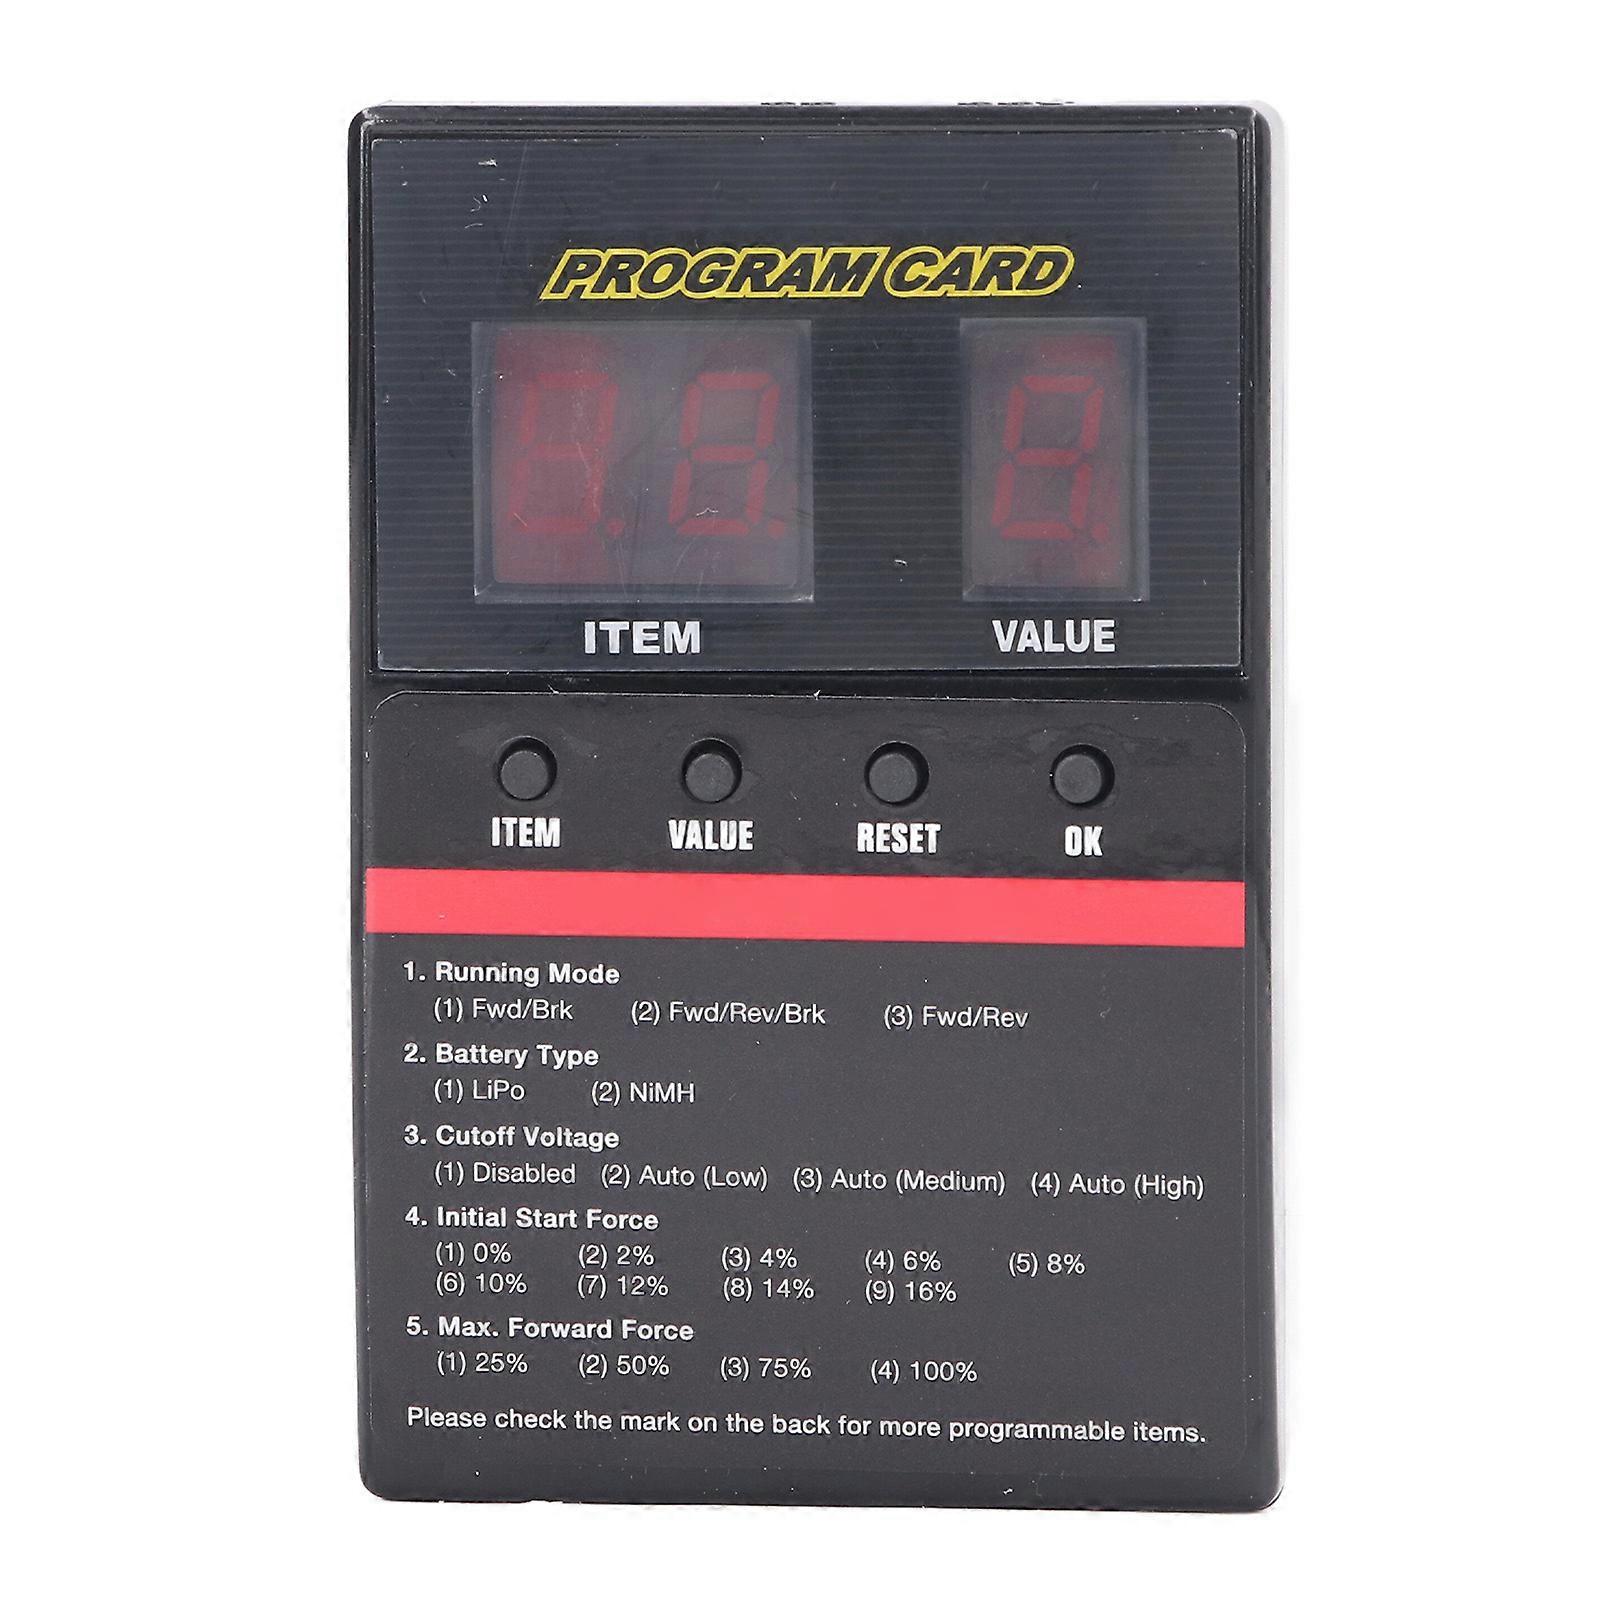 PROGRAM CARD
ITEM VALUE
ITEM VALUE RESET OK
1. Running Mode
(1) Fwd/Brk (2) Fwd/Rev/Brk (3) Fwd/Rev
2. Battery Type
(1) LiPo (2) NiMH
3. Cutoff Voltage
(1) Disabled (2) Auto (Low) (3) Auto (Medium) (4) Auto (High)
4. Initial Start Force
(1) 0% (2) 2% (3) 4% (4) 6% (5) 8%
(6) 10% (7) 12% (8) 14% (9) 16%
5. Max. Forward Force
(1) 25% (2) 50% (3) 75% (4) 100%
Please check the mark on the back for more programmable items.